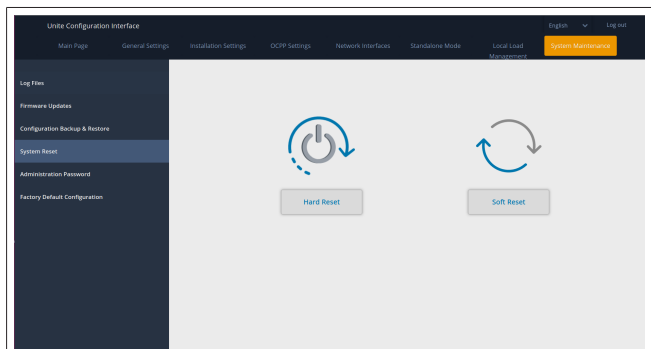 Unite Configuration Interface
English
Log out
Main Page
General Settings
Installation Settings
OCPP Settings
Network Interfaces
Standalone Mode
Local Load
Management
System Maintenance
Log Files
Firmware Updates
Configuration Backup & Restore
System Reset
Administration Password
Factory Default Configuration
Hard Reset
Soft Reset